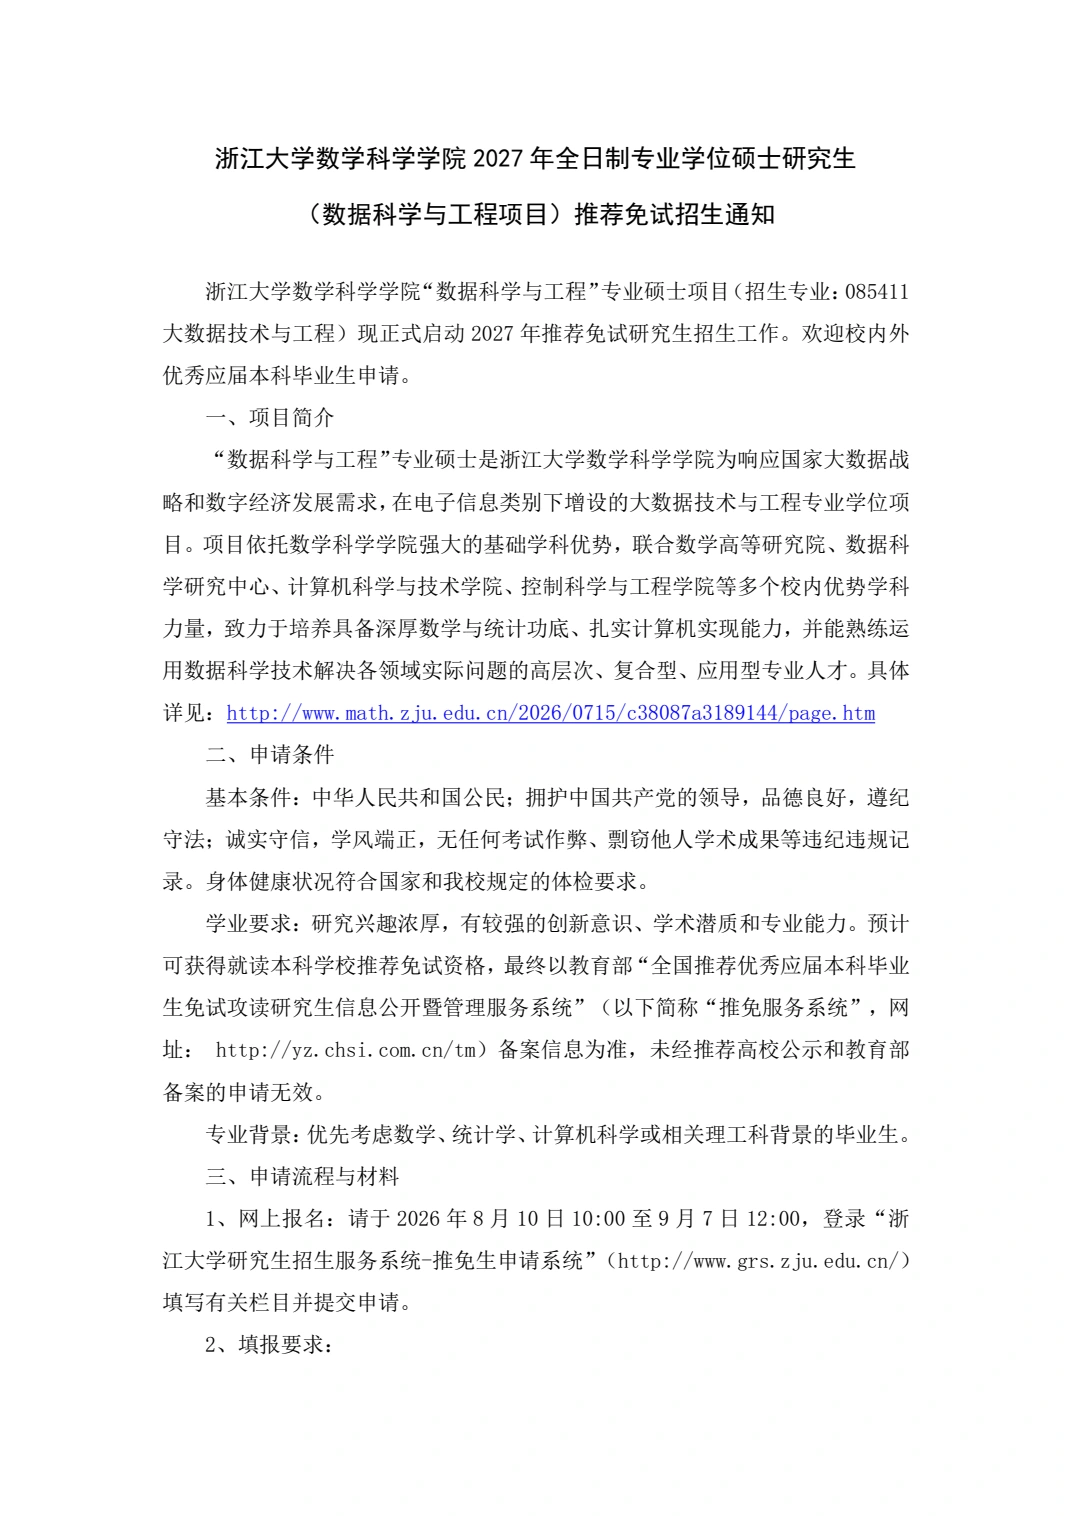 浙江大学数学科学学院 2027 年全日制专业学位硕士研究生
（数据科学与工程项目）推荐免试招生通知
浙江大学数学科学学院“数据科学与工程”专业硕士项目（招生专业：085411
大数据技术与工程）现正式启动 2027 年推荐免试研究生招生工作。欢迎校内外
优秀应届本科毕业生申请。
一、项目简介
“数据科学与工程”专业硕士是浙江大学数学科学学院为响应国家大数据战
略和数字经济发展需求，在电子信息类别下增设的大数据技术与工程专业学位项
目。项目依托数学科学学院强大的基础学科优势，联合数学高等研究院、数据科
学研究中心、计算机科学与技术学院、控制科学与工程学院等多个校内优势学科
力量，致力于培养具备深厚数学与统计功底、扎实计算机实现能力，并能熟练运
用数据科学技术解决各领域实际问题的高层次、复合型、应用型专业人才。具体
详见：http://www.math.zju.edu.cn/2026/0715/c38087a3189144/page.htm
二、申请条件
基本条件：中华人民共和国公民；拥护中国共产党的领导，品德良好，遵纪
守法；诚实守信，学风端正，无任何考试作弊、剽窃他人学术成果等违纪违规记
录。身体健康状况符合国家和我校规定的体检要求。
学业要求：研究兴趣浓厚，有较强的创新意识、学术潜质和专业能力。预计
可获得就读本科学校推荐免试资格，最终以教育部“全国推荐优秀应届本科毕业
生免试攻读研究生信息公开暨管理服务系统”（以下简称“推免服务系统”，网
址： http://yz.chsi.com.cn/tm）备案信息为准，未经推荐高校公示和教育部
备案的申请无效。
专业背景：优先考虑数学、统计学、计算机科学或相关理工科背景的毕业生。
三、申请流程与材料
1、网上报名：请于 2026 年 8 月 10 日 10:00 至 9 月 7 日 12:00，登录“浙
江大学研究生招生服务系统-推免生申请系统”（http://www.grs.zju.edu.cn/）
填写有关栏目并提交申请。
2、填报要求：